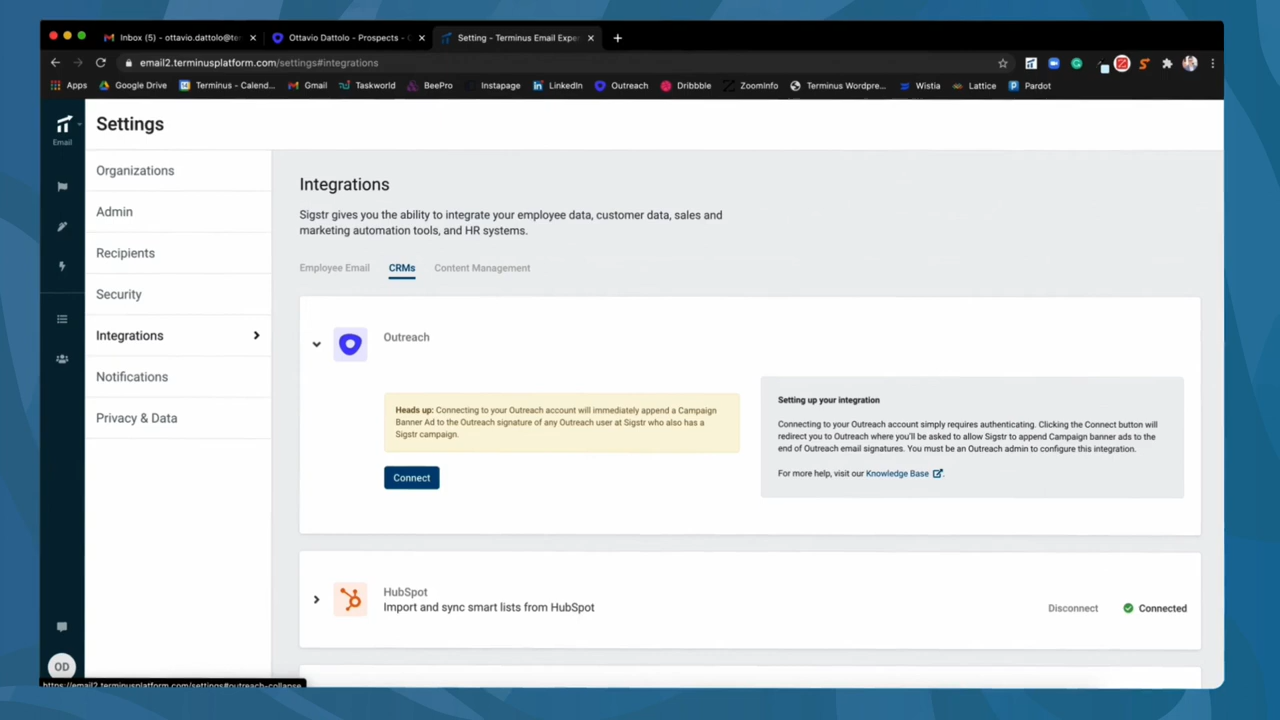 Inbox (5) - ottavio.dattolo@te
Ottavio Dattolo - Prospects -
Setting - Terminus Email Expe
email2.terminusplatform.com/settings#integrations
Apps
Google Drive
Terminus - Calend...
Gmail
Taskworld
BeePro
Instapage
LinkedIn
Outreach
Dribbble
ZoomInfo
Terminus Wordpre...
Wistia
Lattice
Pardot
Email
Settings
Organizations
Admin
Recipients
Security
Integrations
Notifications
Privacy & Data
OD
Integrations
Sigstr gives you the ability to integrate your employee data, customer data, sales and
marketing automation tools, and HR systems.
Employee Email
CRMs
Content Management
Outreach
Heads up: Connecting to your Outreach account will immediately append a Campaign
Banner Ad to the Outreach signature of any Outreach user at Sigstr who also has a
Sigstr campaign.
Connect
Setting up your integration
Connecting to your Outreach account simply requires authenticating. Clicking the Connect button will
redirect you to Outreach where you'll be asked to allow Sigstr to append Campaign banner ads to the
end of Outreach email signatures. You must be an Outreach admin to configure this integration.
For more help, visit our Knowledge Base .
HubSpot
Import and sync smart lists from HubSpot
Disconnect
Connected
https://email2.terminusplatform.com/settings#outreach-collapse